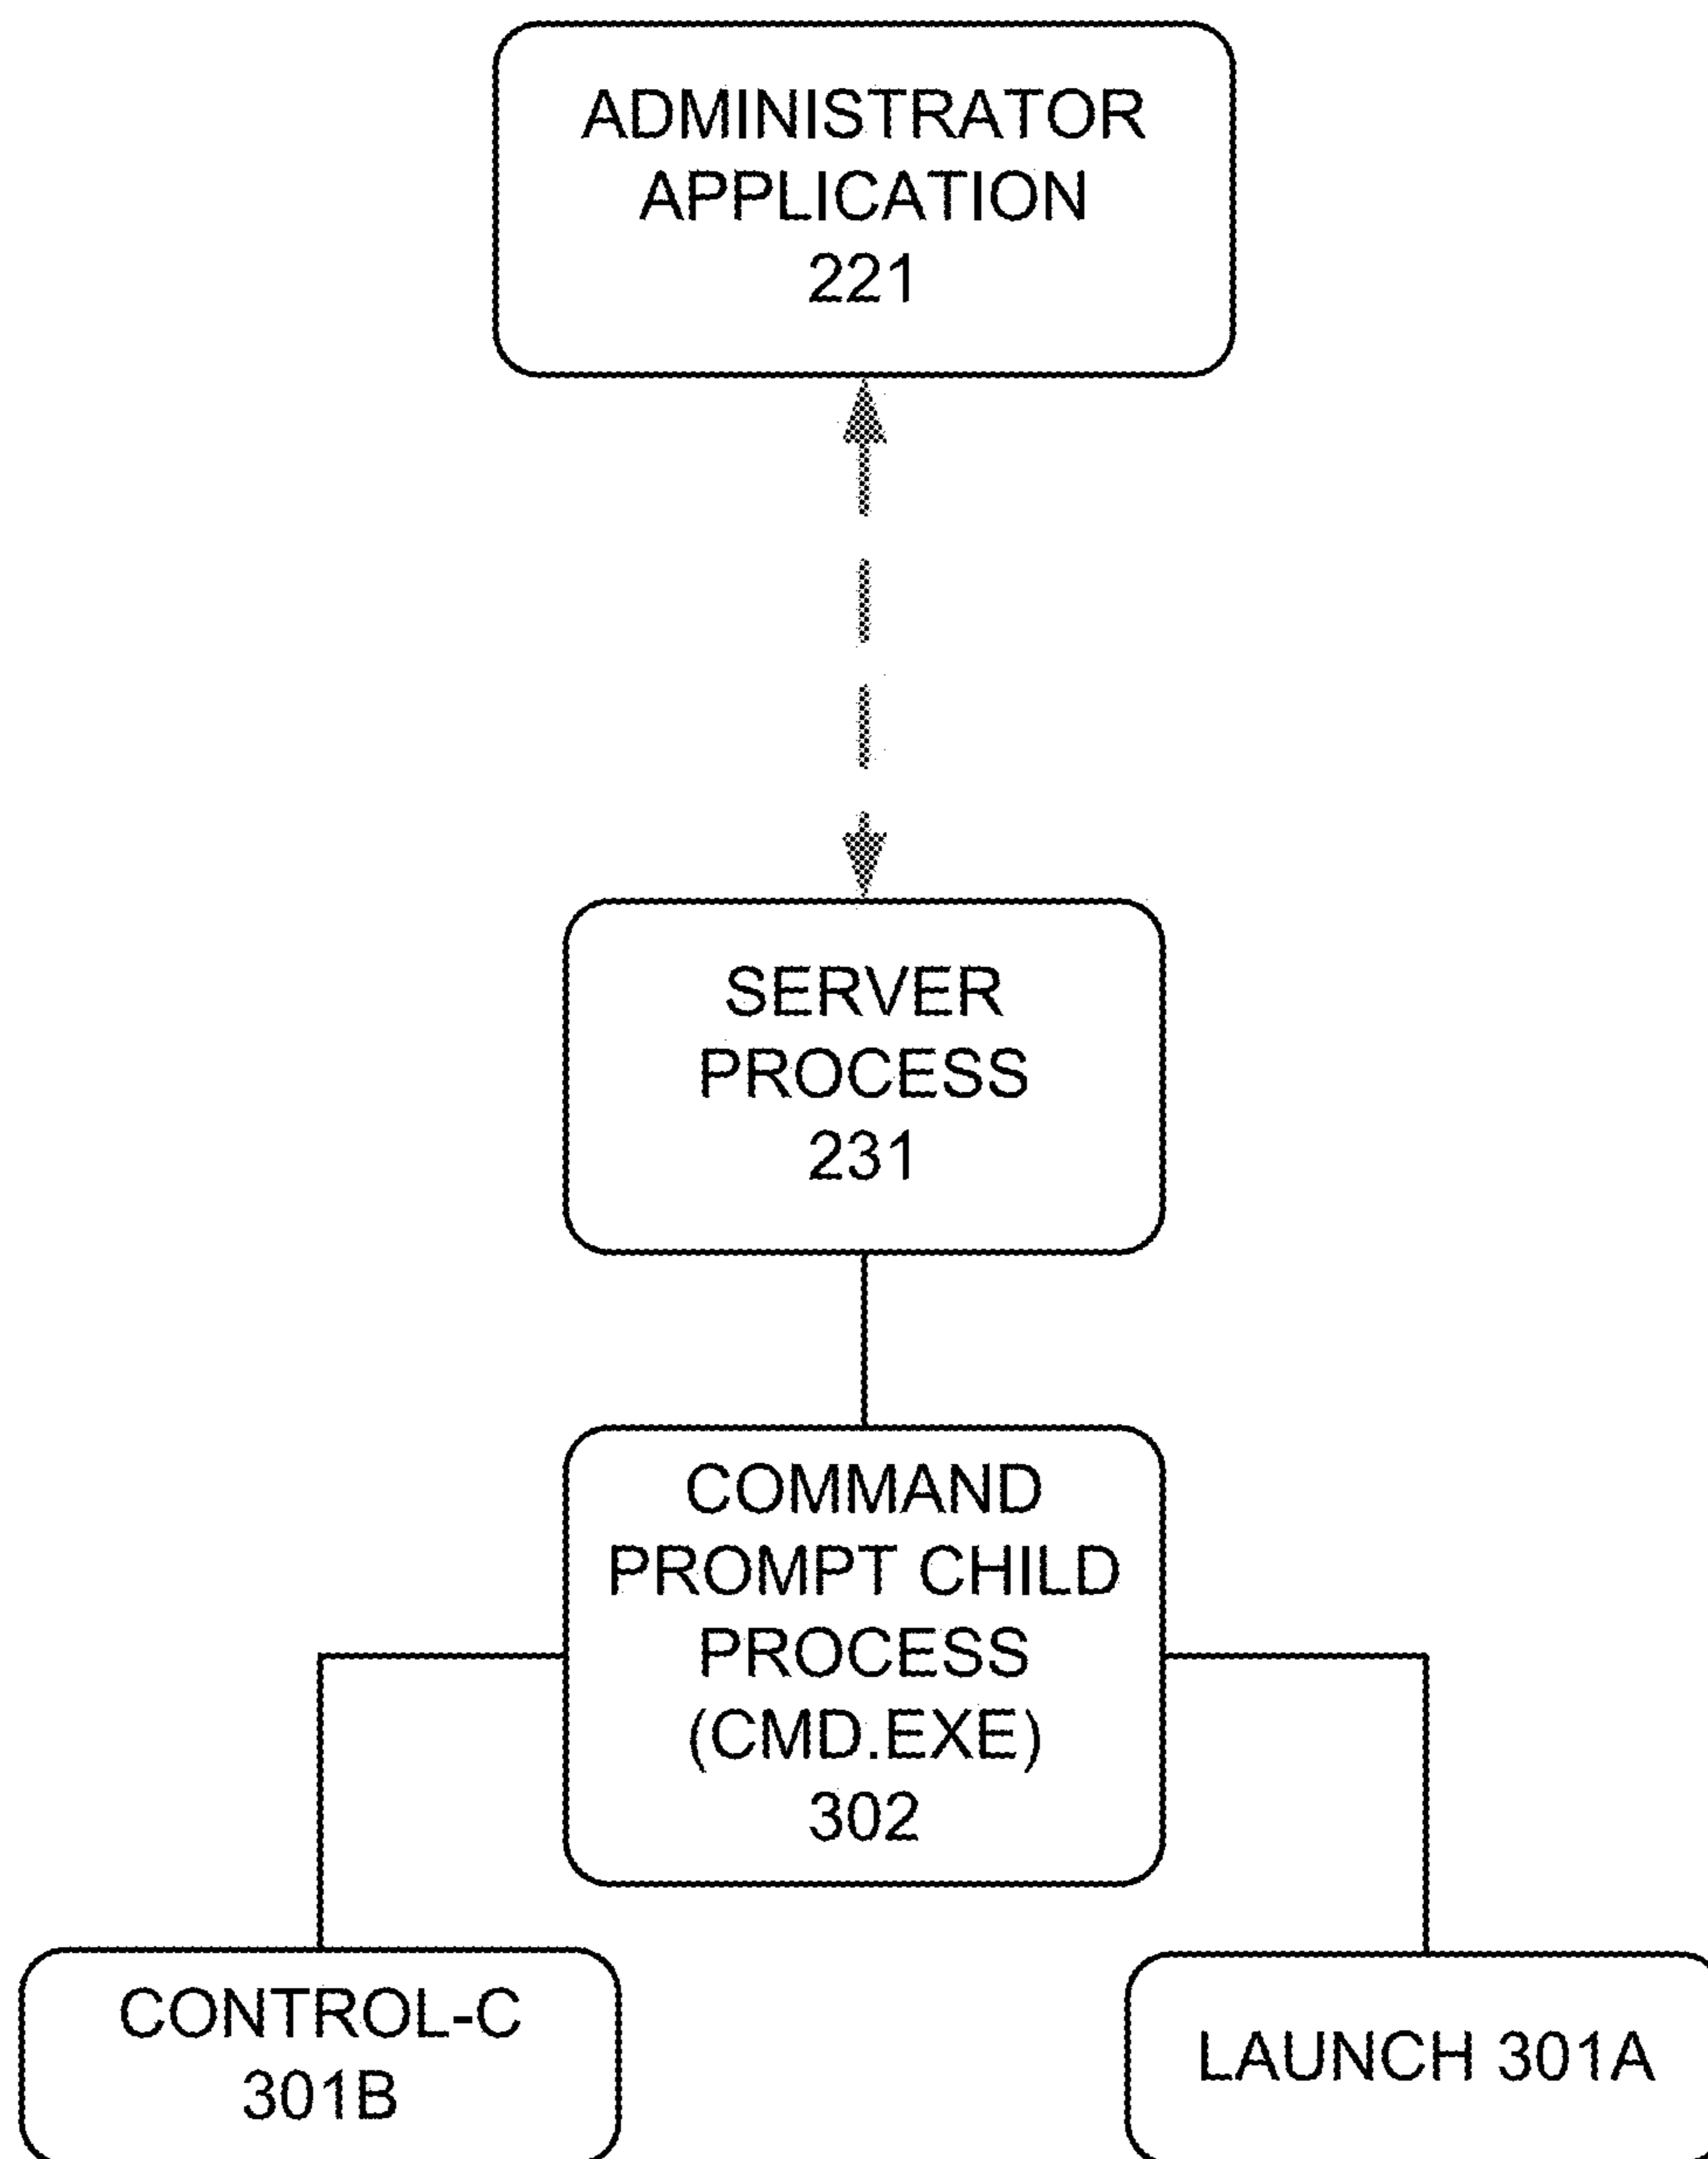 ADMINISTRATOR
APPLICATION
221
SERVER
PROCESS
231
COMMAND
PROMPT CHILD
PROCESS
(CMD.EXE)
302
CONTROL-C
301B
LAUNCH 301A